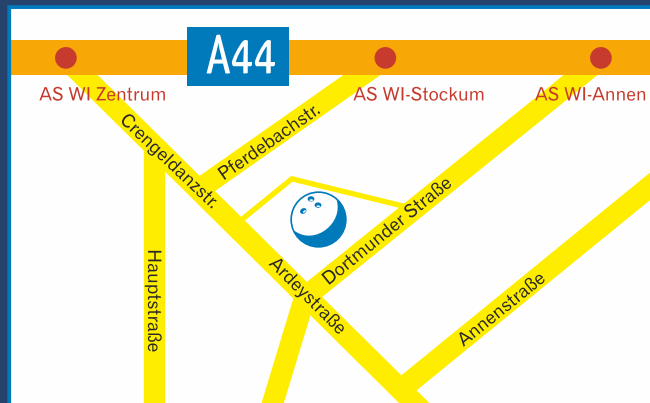 A44
AS WI Zentrum
AS WI-Stockum
AS WI-Annen
Crengeldanzstr.
Pferdebachstr.
Dortmunder Straße
Hauptstraße
Ardeystraße
Annenstraße